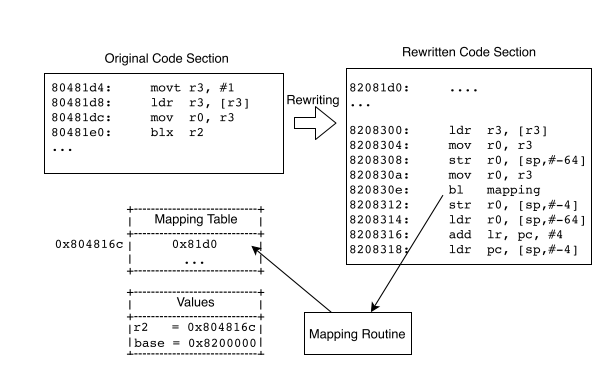 Original Code Section
80481d4: movt r3, #1
80481d8: ldr r3, [r3]
80481dc: mov r0, r3
80481e0: blx r2
...
Rewriting
Rewritten Code Section
82081d0: ....
...
8208300: ldr r3, [r3]
8208304: mov r0, r3
8208308: str r0, [sp,#-64]
820830a: mov r0, r3
820830e: bl mapping
8208312: str r0, [sp,#-4]
8208314: ldr r0, [sp,#-64]
8208316: add lr, pc, #4
8208318: ldr pc, [sp,#-4]
Mapping Table
0x804816c 0x81d0
...
Values
r2 = 0x804816c
base = 0x8200000
Mapping Routine